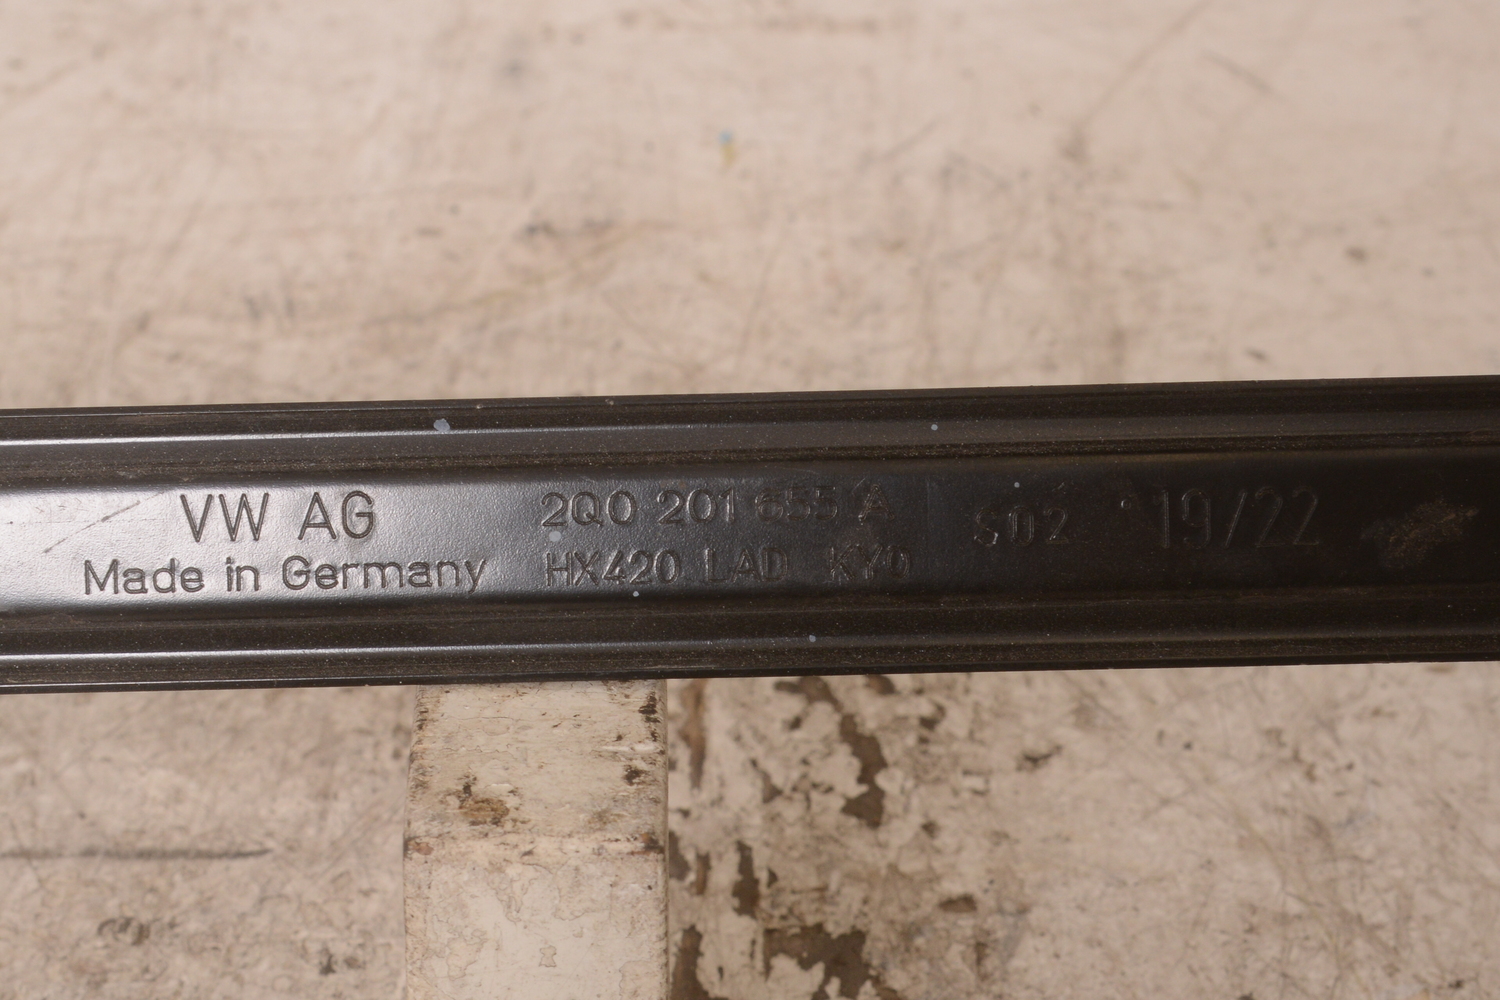 VW AG
Made in Germany
2Q0 201 655 A
HX420 LAD KY0
S02
19/22